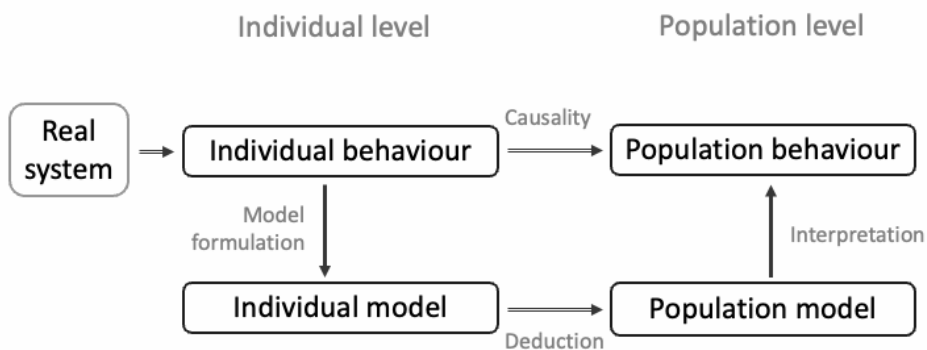 Individual level
Population level
Real
system
Individual behaviour
Causality
Population behaviour
Model
formulation
Interpretation
Individual model
Deduction
Population model